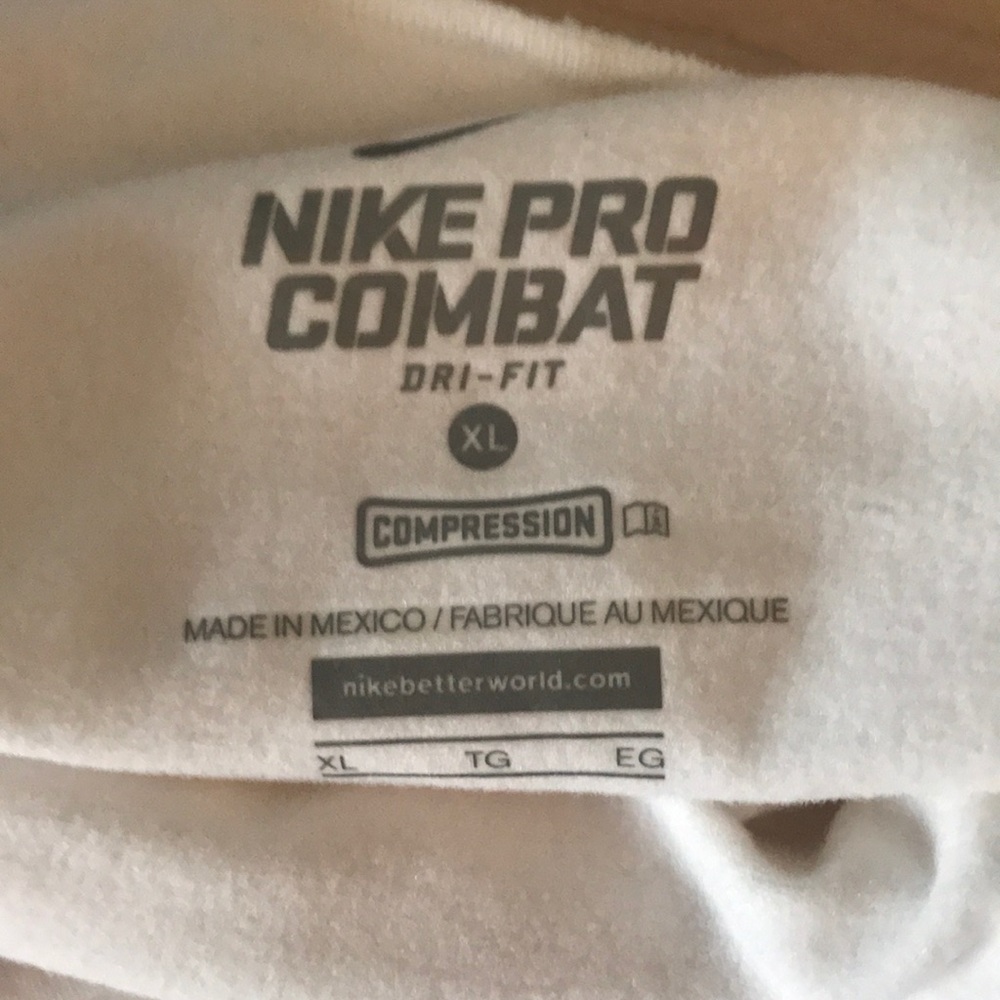 NIKE PRO
COMBAT
DRI-FIT
XL
COMPRESSION
MADE IN MEXICO / FABRIQUE AU MEXIQUE
nikebetterworld.com
XL TG EG